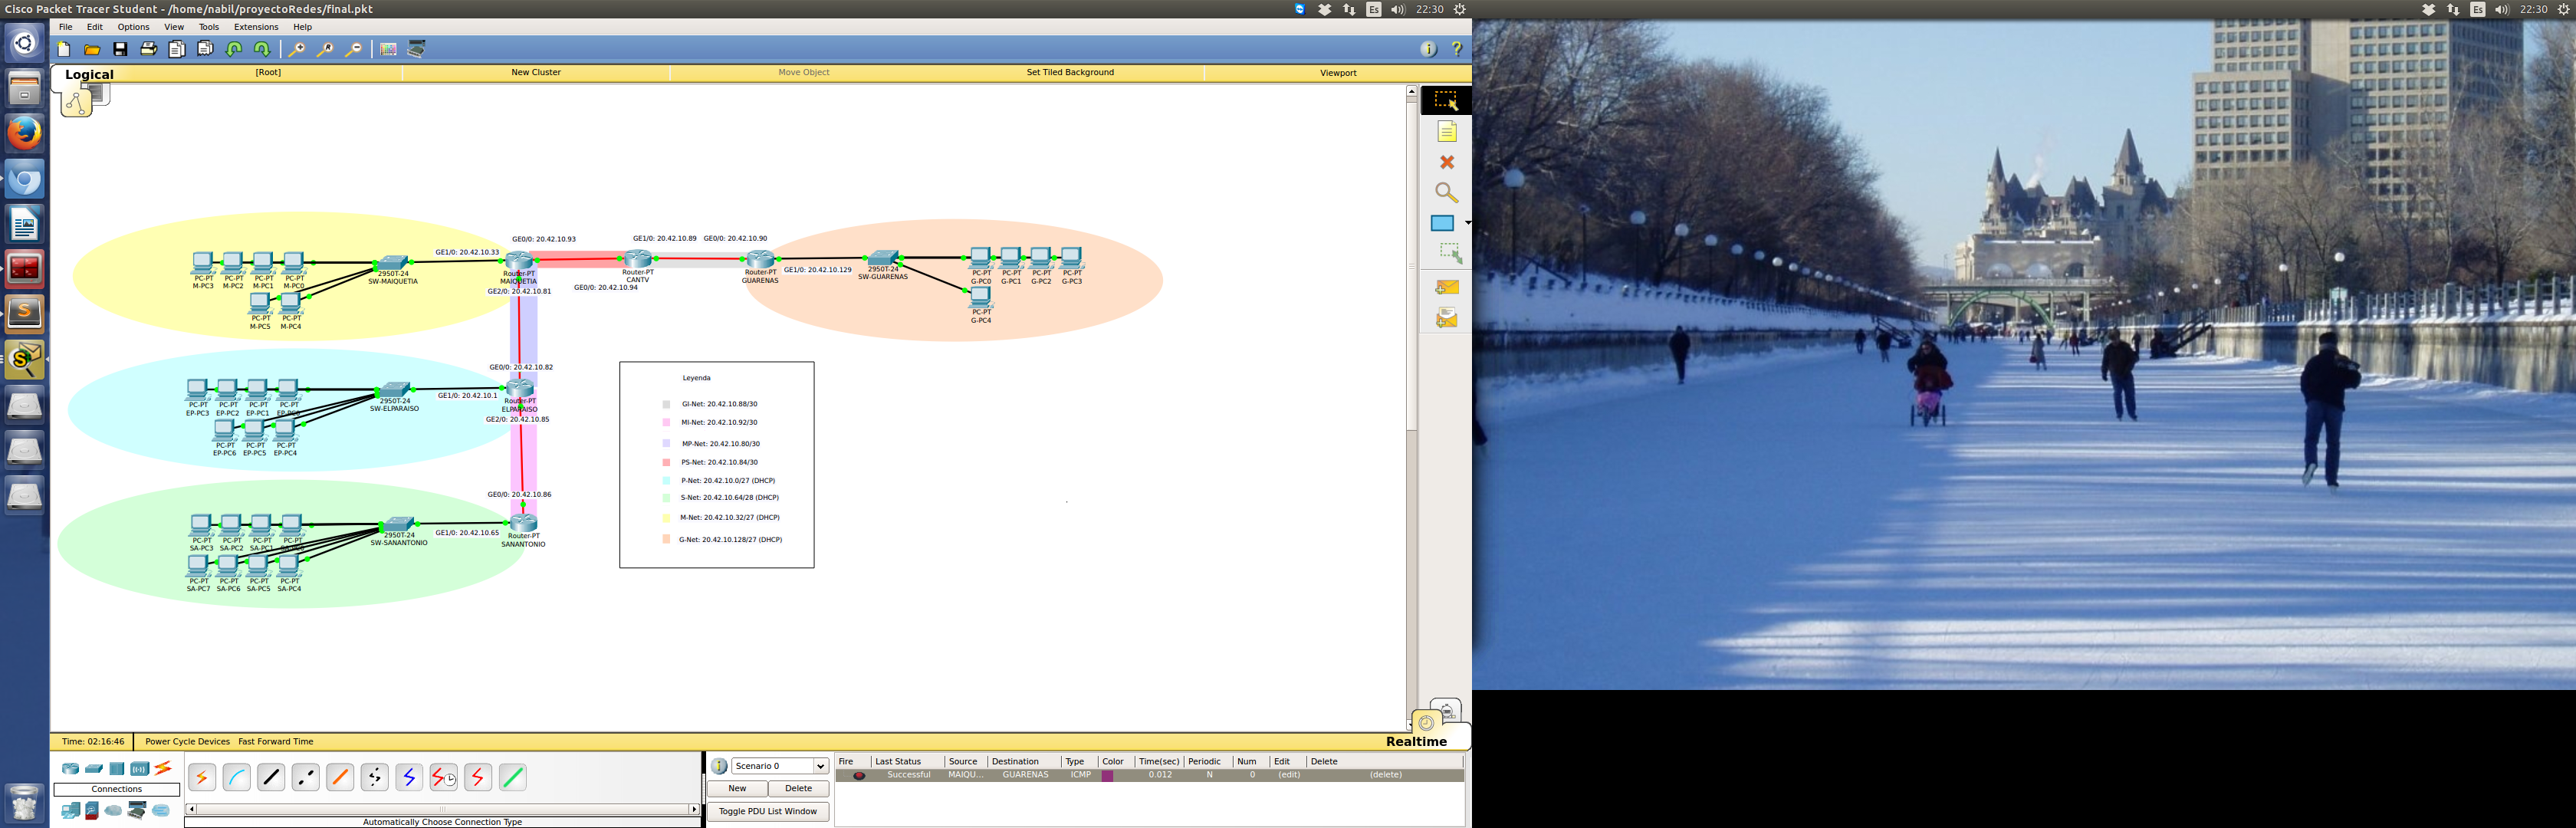 Cisco Packet Tracer Student - /home/nabil/proyectoRedes/final.pkt
Es
22:30
Es
22:30
File Edit Options View Tools Extensions Help
Logical
[Root]
New Cluster
Move Object
Set Tiled Background
Viewport
GE0/0: 20.42.10.93
GE1/0: 20.42.10.89
GE0/0: 20.42.10.90
GE1/0: 20.42.10.33
PC-PT
M-PC3
PC-PT
M-PC2
PC-PT
M-PC1
PC-PT
M-PC0
2950T-24
SW-MAIQUETIA
Router-PT
MAIQUETIA
Router-PT
CANTV
Router-PT
GUARENAS
GE1/0: 20.42.10.129
2950T-24
SW-GUARENAS
PC-PT
G-PC0
PC-PT
G-PC1
PC-PT
G-PC2
PC-PT
G-PC3
GE2/0: 20.42.10.81
GE0/0: 20.42.10.94
PC-PT
M-PC5
PC-PT
M-PC4
PC-PT
G-PC4
GE0/0: 20.42.10.82
PC-PT
EP-PC3
PC-PT
EP-PC2
PC-PT
EP-PC1
PC-PT
EP-PC0
2950T-24
SW-ELPARAISO
GE1/0: 20.42.10.1
Router-PT
ELPARAISO
GE2/0: 20.42.10.85
PC-PT
EP-PC6
PC-PT
EP-PC5
PC-PT
EP-PC4
Leyenda
GI-Net: 20.42.10.88/30
MI-Net: 20.42.10.92/30
MP-Net: 20.42.10.80/30
PS-Net: 20.42.10.84/30
P-Net: 20.42.10.0/27 (DHCP)
S-Net: 20.42.10.64/28 (DHCP)
M-Net: 20.42.10.32/27 (DHCP)
G-Net: 20.42.10.128/27 (DHCP)
GE0/0: 20.42.10.86
PC-PT
SA-PC3
PC-PT
SA-PC2
PC-PT
SA-PC1
PC-PT
2950T-24
SW-SANANTONIO
GE1/0: 20.42.10.65
Router-PT
SANANTONIO
PC-PT
SA-PC7
PC-PT
SA-PC6
PC-PT
SA-PC5
PC-PT
SA-PC4
Time: 02:16:46
Power Cycle Devices Fast Forward Time
Realtime
Connections
Automatically Choose Connection Type
Scenario 0
New
Delete
Toggle PDU List Window
Fire Last Status Source Destination Type Color Time(sec) Periodic Num Edit Delete
Successful MAIQU... GUARENAS ICMP 0.012 N 0 (edit) (delete)